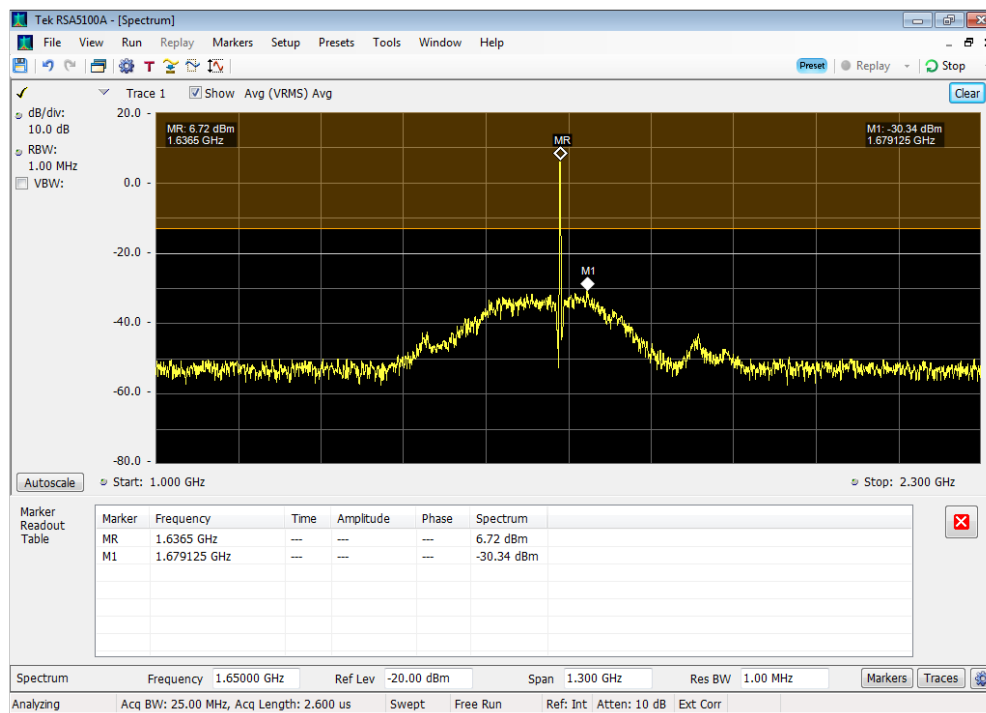 Tek RSA5100A - [Spectrum]
File View Run Replay Markers Setup Presets Tools Window Help
T Preset Replay Stop
Trace 1 Show Avg (VRMS) Avg Clear
dB/div:
10.0 dB
RBW:
1.00 MHz
VBW:
20.0
0.0
-20.0
-40.0
-60.0
-80.0
MR: 6.72 dBm
1.6365 GHz
MR
M1: -30.34 dBm
1.679125 GHz
M1
Autoscale Start: 1.000 GHz Stop: 2.300 GHz
Marker
Readout
Table
Marker Frequency Time Amplitude Phase Spectrum
MR 1.6365 GHz --- --- --- 6.72 dBm
M1 1.679125 GHz --- --- --- -30.34 dBm
Spectrum Frequency 1.65000 GHz Ref Lev -20.00 dBm Span 1.300 GHz Res BW 1.00 MHz Markers Traces
Analyzing Acq BW: 25.00 MHz, Acq Length: 2.600 us Swept Free Run Ref: Int Atten: 10 dB Ext Corr